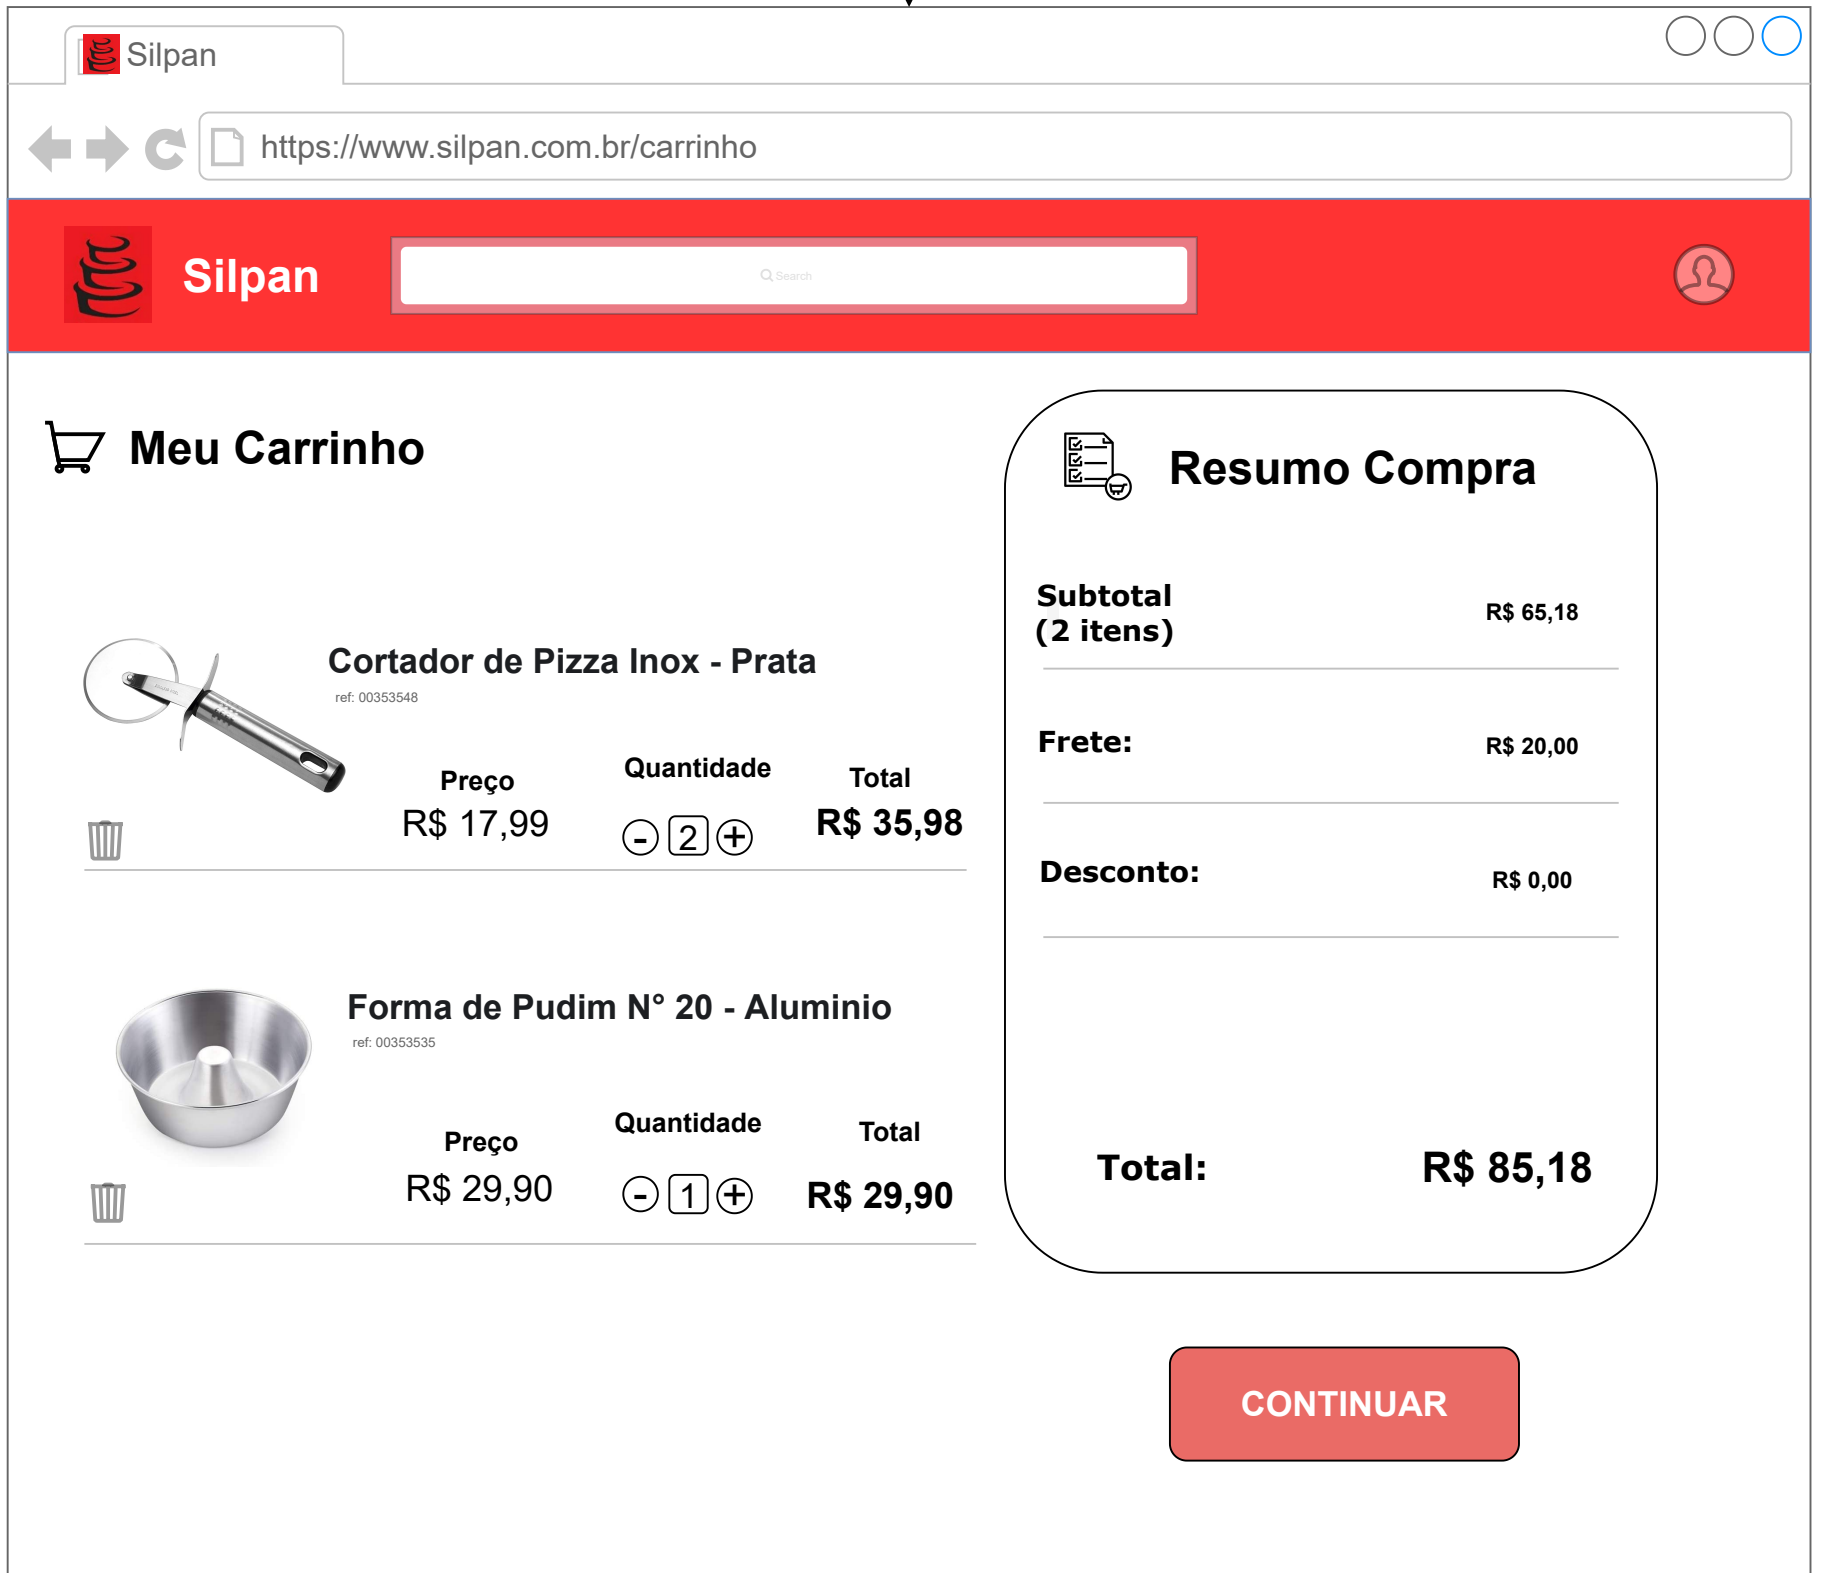 Silpan
https://www.silpan.com.br/carrinho
Silpan
Search
Meu Carrinho
Cortador de Pizza Inox - Prata
ref: 00353548
Preço
Quantidade
Total
R$ 17,99
- 2 +
R$ 35,98
Forma de Pudim N° 20 - Aluminio
ref: 00353535
Preço
Quantidade
Total
R$ 29,90
- 1 +
R$ 29,90
Resumo Compra
Subtotal
(2 itens)
R$ 65,18
Frete:
R$ 20,00
Desconto:
R$ 0,00
Total:
R$ 85,18
CONTINUAR